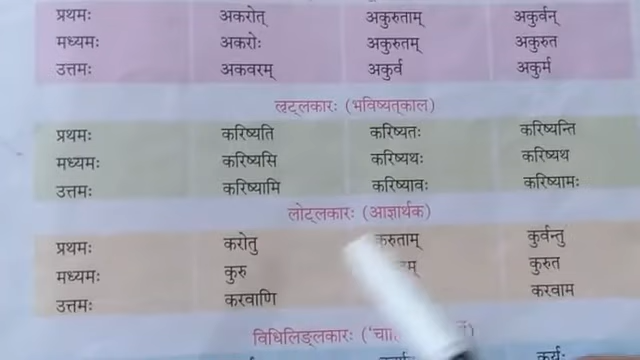 प्रथमः अकरोत् अकुरुताम् अकुर्वन्
मध्यमः अकरोः अकुरुतम् अकुरुत
उत्तमः अकवरम् अकुर्व अकुर्म
लृट्लकारः (भविष्यत्काल)
प्रथमः करिष्यति करिष्यतः करिष्यन्ति
मध्यमः करिष्यसि करिष्यथः करिष्यथ
उत्तमः करिष्यामि करिष्यावः करिष्यामः
लोट्लकारः (आज्ञार्थक)
प्रथमः करोतु कुर्वन्तु
मध्यमः कुरु कुरुत
उत्तमः करवाणि करवाम
विधिलिङ्लकारः